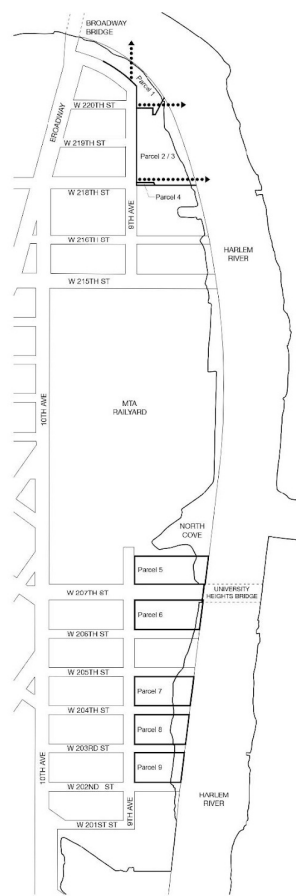 BROADWAY
BRIDGE
Parcel 1
W 220TH ST
BROADWAY
W 219TH ST
Parcel 2 / 3
W 218TH ST
Parcel 4
9TH AVE
W 216TH ST
HARLEM
RIVER
W 215TH ST
10TH AVE
MTA
RAILYARD
NORTH
COVE
Parcel 5
W 207TH ST
UNIVERSITY
HEIGHTS BRIDGE
Parcel 6
W 206TH ST
W 205TH ST
Parcel 7
W 204TH ST
Parcel 8
W 203RD ST
10TH AVE
Parcel 9
W 202ND ST
9TH AVE
HARLEM
RIVER
W 201ST ST